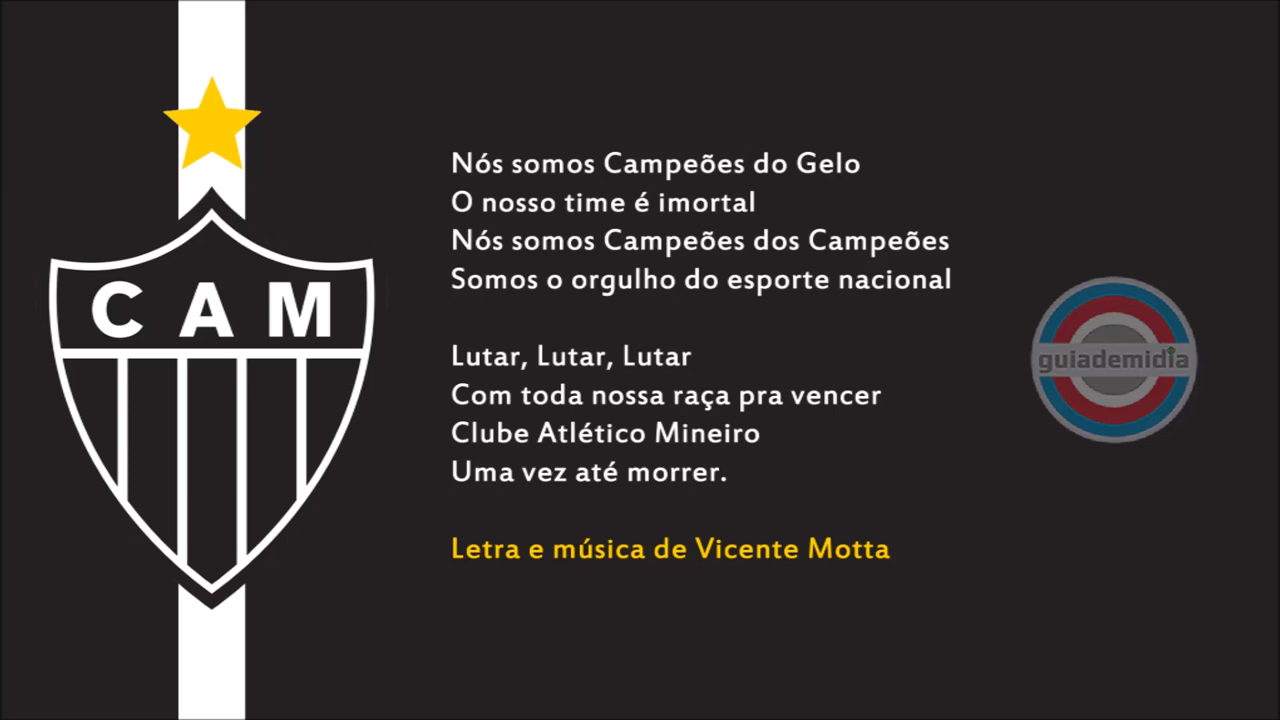 C A M
Nós somos Campeões do Gelo
O nosso time é imortal
Nós somos Campeões dos Campeões
Somos o orgulho do esporte nacional
Lutar, Lutar, Lutar
Com toda nossa raça pra vencer
Clube Atlético Mineiro
Uma vez até morrer.
Letra e música de Vicente Motta
guiademidia